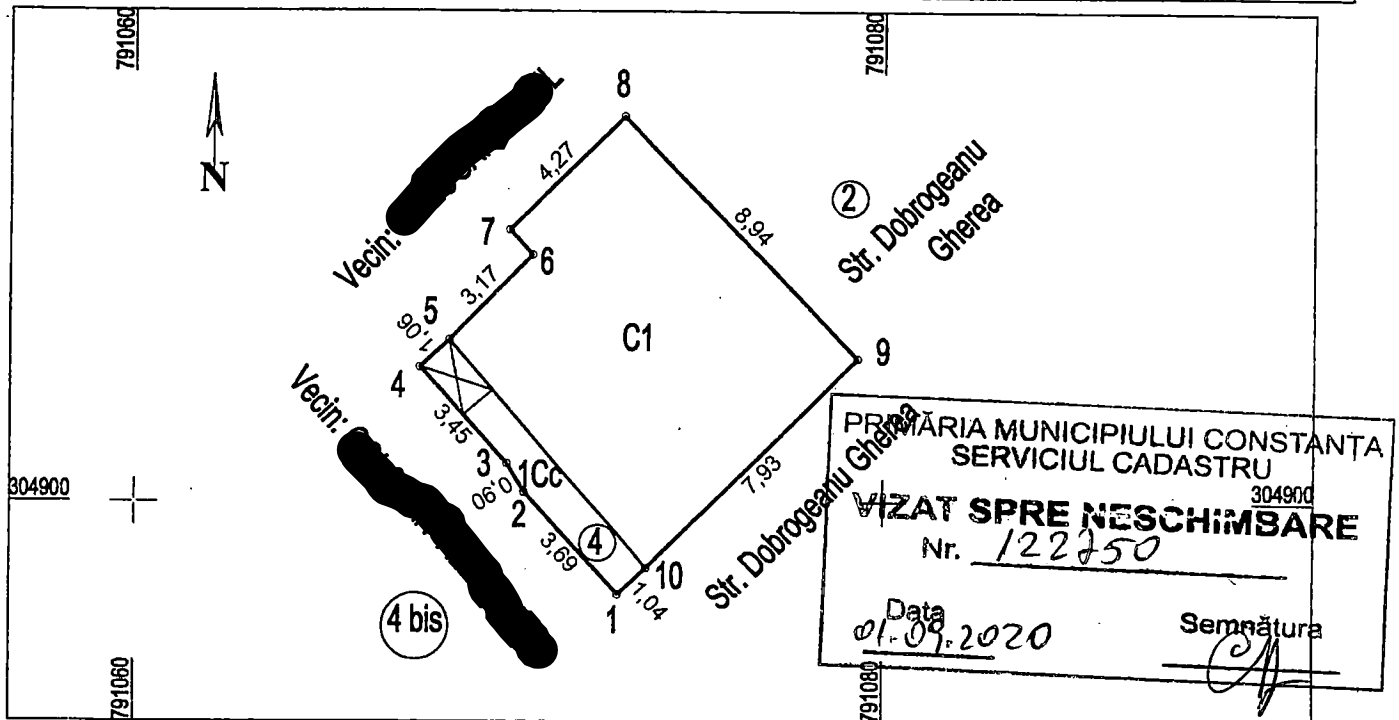 791060
791080
N
8
4,27
2
Str. Dobrogeanu
Gherea
Vecin:
7
6
8,94
3,17
5
1,06
C1
4
9
Vecin:
3,45
3
1Cc
0,90
2
304900
3,69
4
7,93
Str. Dobrogeanu Gherea
10
1,04
1
4 bis
PRIMĂRIA MUNICIPIULUI CONSTANȚA
SERVICIUL CADASTRU
304900
VIZAT SPRE NESCHIMBARE
Nr. 122750
Data
01.09.2020
Semnătura
791060
791080